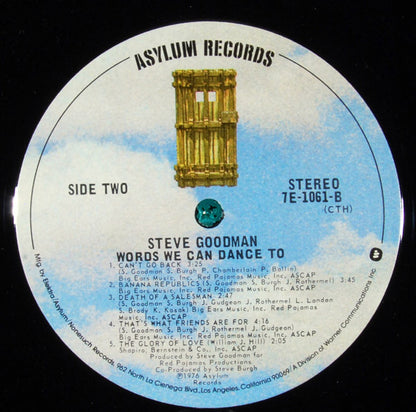 ASYLUM RECORDS
SIDE TWO
STEREO
7E-1061-B
(CTH)
STEVE GOODMAN
WORDS WE CAN DANCE TO
1. CAN'T GO BACK 3:25
(S. Goodman S. Burgh R. Chamberlain P. Ballin)
Big Ears Music, Inc. Red Pajamas Music, Inc. ASCAP
2. BANANA REPUBLICS (S. Goodman S. Burgh J. Rothermel) 3:45
Big Ears Music, Inc. Red Pajamas Music, Inc. ASCAP
3. DEATH OF A SALESMAN 2:47
(S. Goodman S. Burgh J. Gudgeon J. Rothermel L. London
S. Brady K. Kosek) Big Ears Music, Inc. Red Pajamas
Music, Inc. ASCAP
4. THAT'S WHAT FRIENDS ARE FOR 4:14
(S. Goodman S. Burgh J. Rothermel J. Gudgeon)
Big Ears Music, Inc. Red Pajamas Music, Inc. ASCAP
5. THE GLORY OF LOVE (William J. Hill) 2:05
Shapiro, Bernstein & Co., Inc. ASCAP
Produced by Steve Goodman for
Red Pajamas Productions
Co-Produced by Steve Burgh
℗1976 Asylum
Records
Mfg. by Elektra/Asylum/Nonesuch Records, 962 North La Cienega Blvd., Los Angeles, California 90069/A Division of Warner Communications Inc.